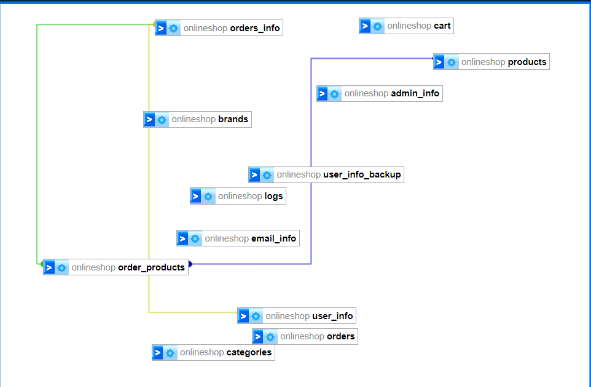 onlineshop orders_info
onlineshop cart
onlineshop products
onlineshop admin_info
onlineshop brands
onlineshop user_info_backup
onlineshop logs
onlineshop email_info
onlineshop order_products
onlineshop user_info
onlineshop orders
onlineshop categories